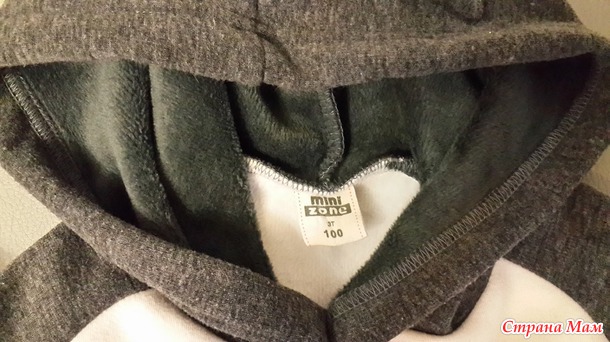 mini
zone
3T
100
Страна Мам